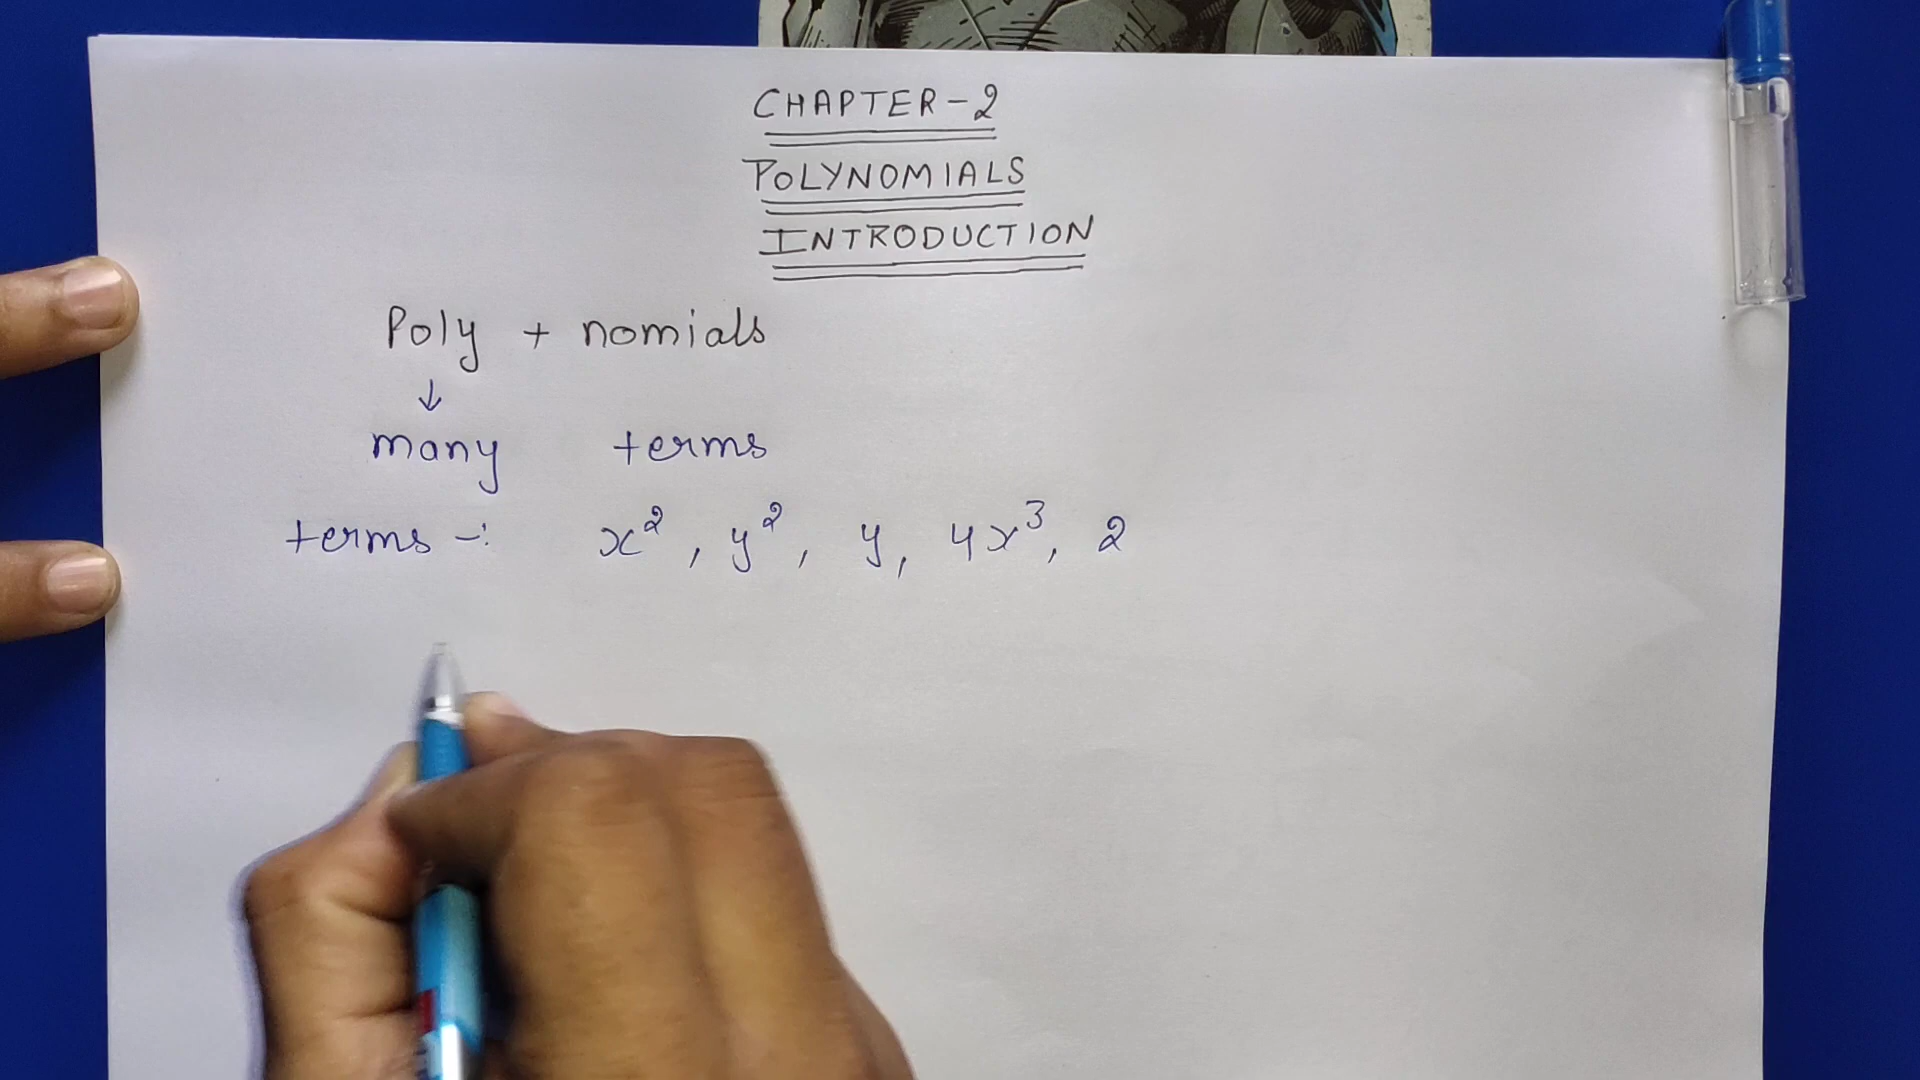 CHAPTER-2
POLYNOMIALS
INTRODUCTION
Poly + nomials
↓
many terms
terms -: x², y², y, 4x³, 2